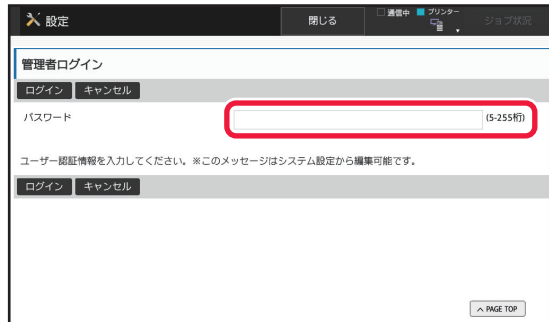 設定
閉じる
通信中
プリンター
ジョブ状況
管理者ログイン
ログイン キャンセル
パスワード
(5-255桁)
ユーザー認証情報を入力してください。※このメッセージはシステム設定から編集可能です。
ログイン キャンセル
PAGE TOP